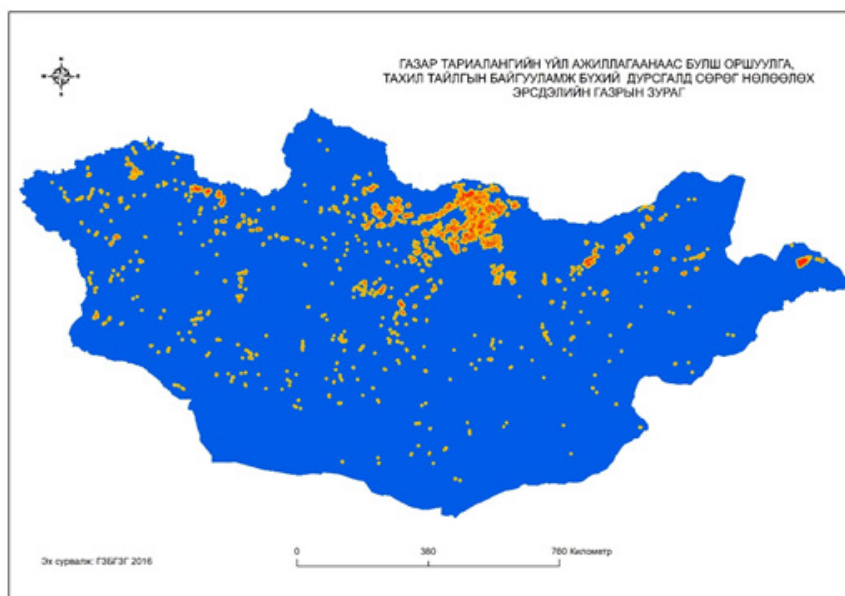 ГАЗАР ТАРИАЛАНГИЙН ҮЙЛ АЖИЛЛАГААНААС БУЛШ ОРШУУЛГА,
ТАХИЛ ТАЙЛГЫН БАЙГУУЛАМЖ БҮХИЙ ДУРСГАЛД СӨРӨГ НӨЛӨӨЛӨХ
ЭРСДЭЛИЙН ГАЗРЫН ЗУРАГ
Эх сурвалж: ГЗБГЗГ 2016
0 380 760 Километр